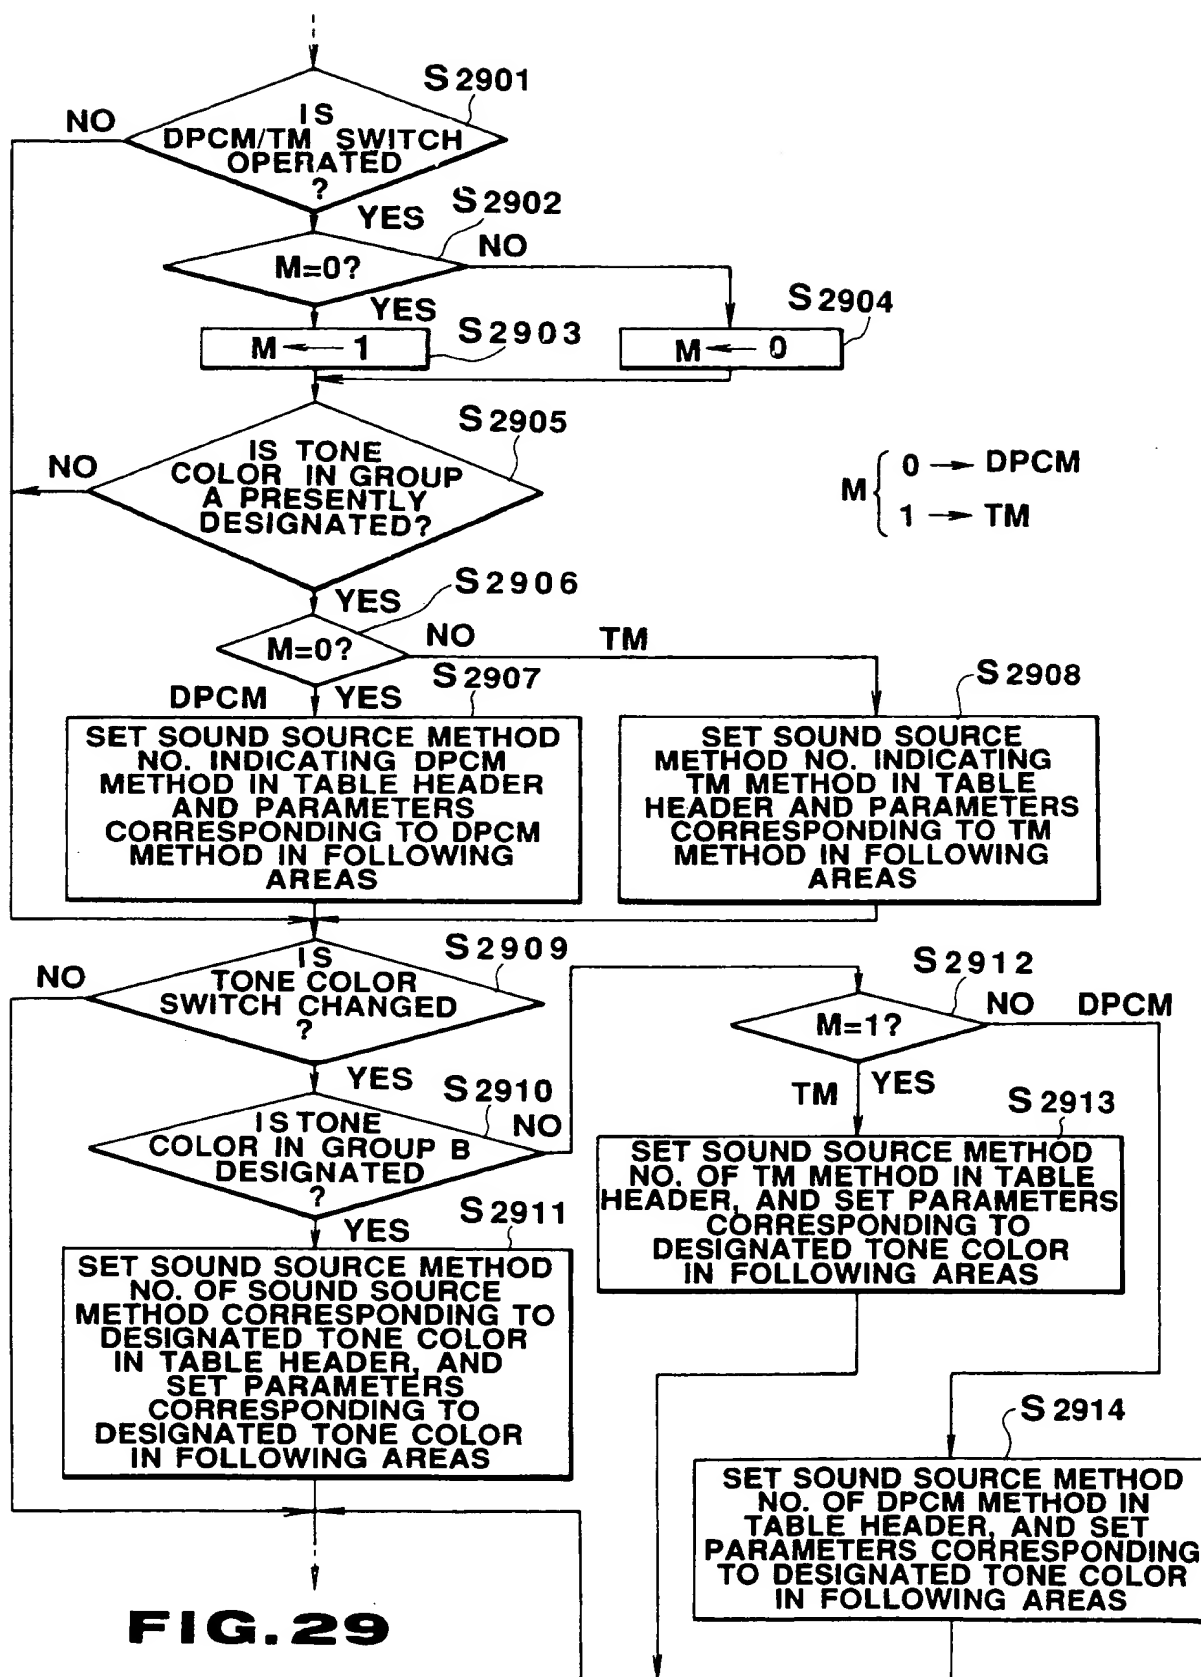 S2901
IS
NO
DPCM/TM SWITCH
OPERATED
?
S2902
YES
NO
M=0?
YES
S2904
S2903
M ← 1
M ← 0
S2905
IS TONE
NO
COLOR IN GROUP
A PRESENTLY
DESIGNATED?
M { 0 → DPCM
1 → TM
S2906
YES
NO
TM
M=0?
S2907
S2908
DPCM
YES
SET SOUND SOURCE METHOD
NO. INDICATING DPCM
METHOD IN TABLE HEADER
AND PARAMETERS
CORRESPONDING TO DPCM
METHOD IN FOLLOWING
AREAS
SET SOUND SOURCE
METHOD NO. INDICATING
TM METHOD IN TABLE
HEADER AND PARAMETERS
CORRESPONDING TO TM
METHOD IN FOLLOWING
AREAS
S2909
IS
NO
TONE COLOR
SWITCH CHANGED
?
S2912
NO
DPCM
M=1?
YES
S2910
TM
YES
IS TONE
NO
COLOR IN GROUP B
DESIGNATED
?
S2913
SET SOUND SOURCE METHOD
NO. OF TM METHOD IN TABLE
HEADER, AND SET PARAMETERS
CORRESPONDING TO
DESIGNATED TONE COLOR
IN FOLLOWING AREAS
S2911
YES
SET SOUND SOURCE METHOD
NO. OF SOUND SOURCE
METHOD CORRESPONDING TO
DESIGNATED TONE COLOR
IN TABLE HEADER, AND
SET PARAMETERS
CORRESPONDING TO
DESIGNATED TONE COLOR
IN FOLLOWING AREAS
S2914
SET SOUND SOURCE METHOD
NO. OF DPCM METHOD IN
TABLE HEADER, AND SET
PARAMETERS CORRESPONDING
TO DESIGNATED TONE COLOR
IN FOLLOWING AREAS
FIG.29